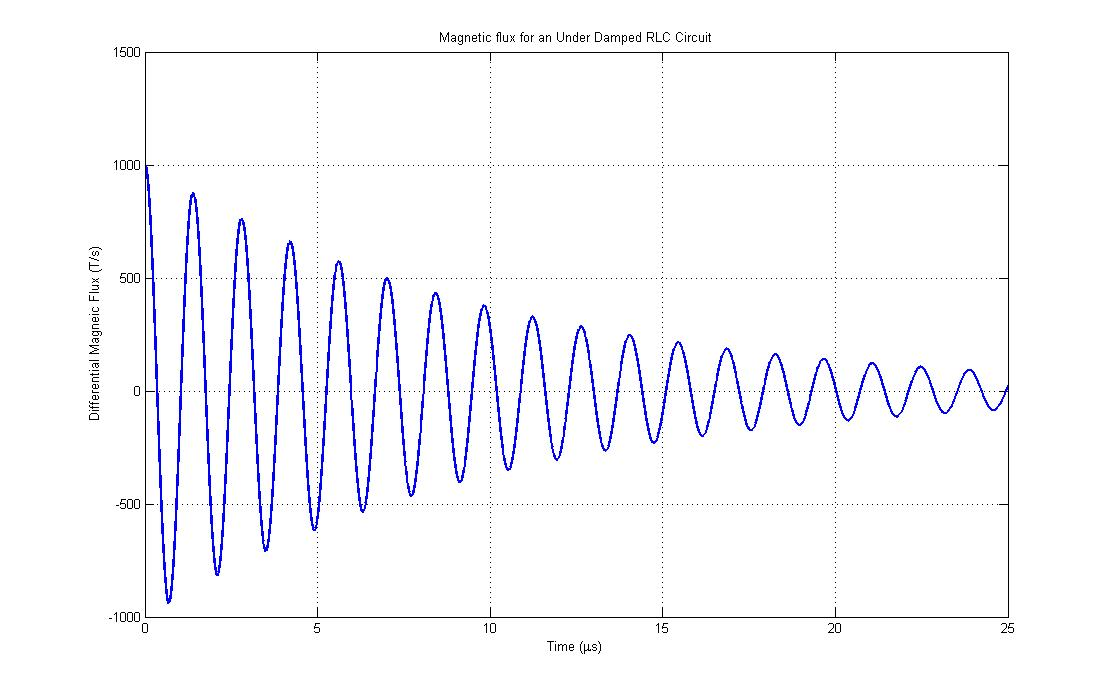 Magnetic flux for an Under Damped RLC Circuit
1500
1000
500
0
-500
-1000
Differential Magneic Flux (T/s)
0 5 10 15 20 25
Time (μs)